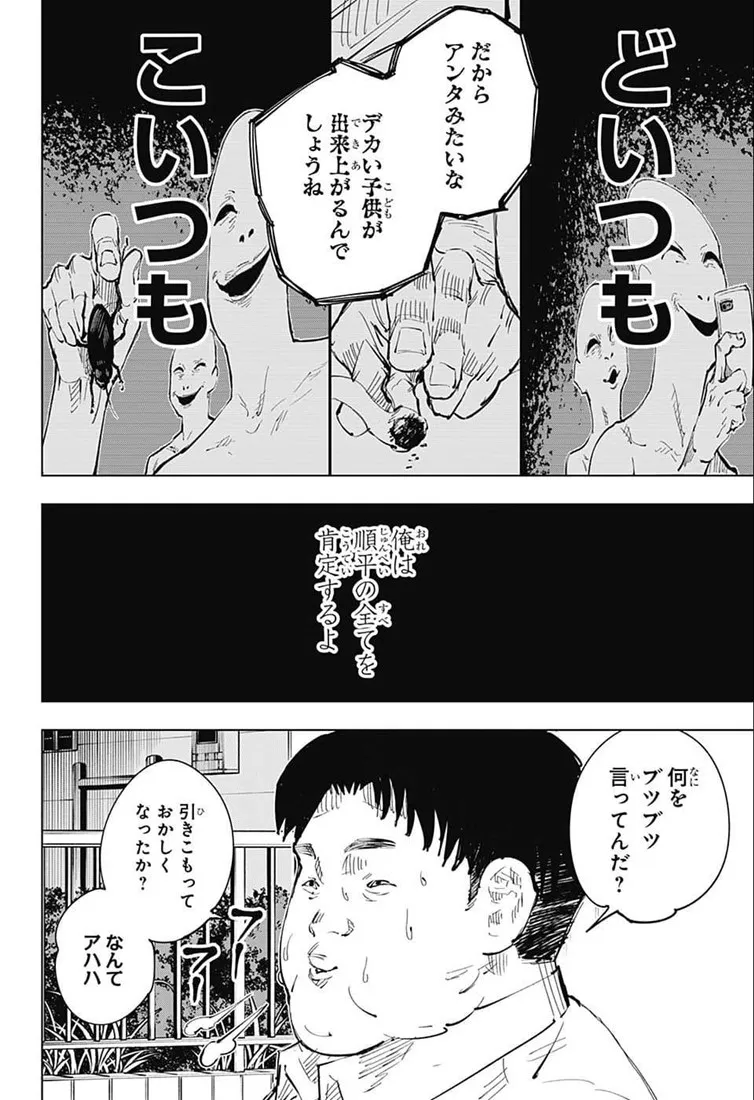 どいつも
だから
アンタみたいな
デカい子供が
出来上がるんで
しょうね
こいつも
俺は
順平の全てを
肯定するよ
何を
ブツブツ
言ってんだ?
引きこもって
おかしく
なったか?
なんて
アハハ
フー
フー